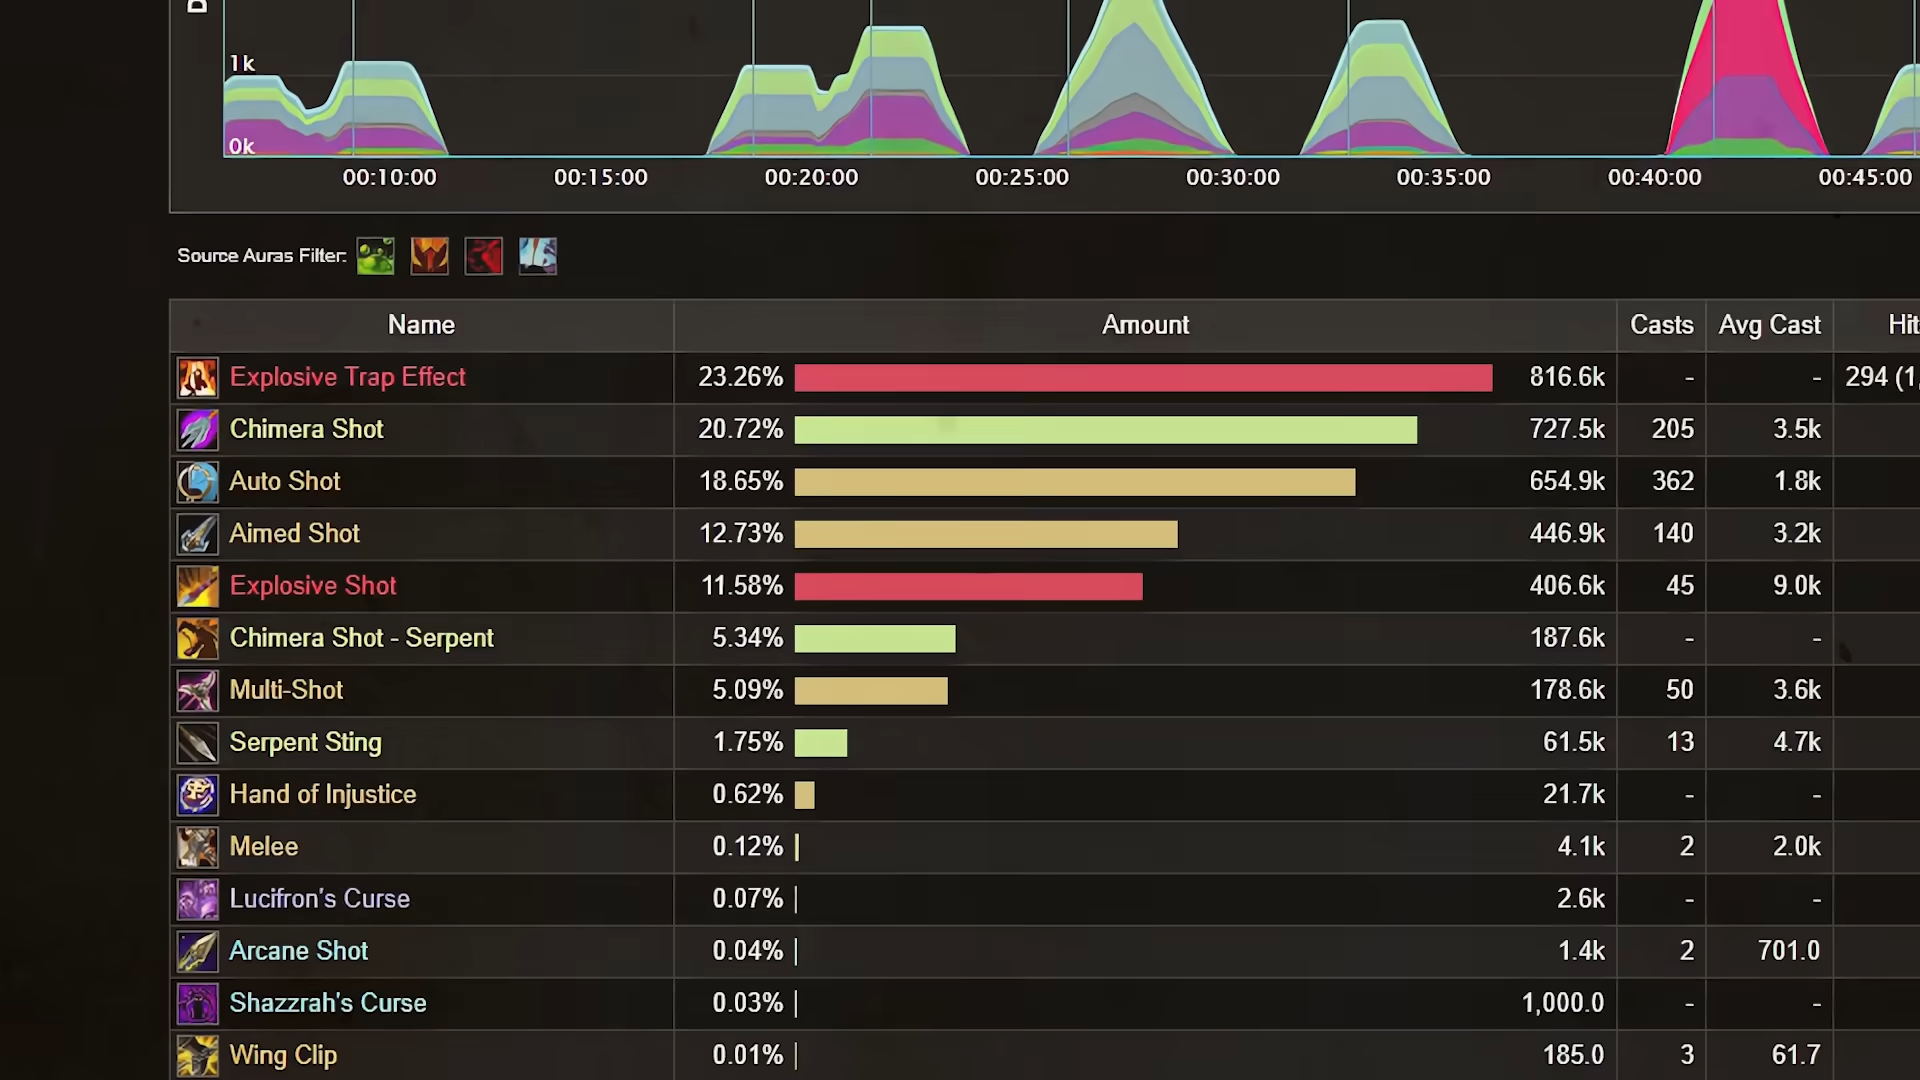 D
1k
0k
00:10:00 00:15:00 00:20:00 00:25:00 00:30:00 00:35:00 00:40:00 00:45:00
Source Auras Filter:
Name Amount Casts Avg Cast Hit
Explosive Trap Effect 23.26% 816.6k - - 294 (1,
Chimera Shot 20.72% 727.5k 205 3.5k
Auto Shot 18.65% 654.9k 362 1.8k
Aimed Shot 12.73% 446.9k 140 3.2k
Explosive Shot 11.58% 406.6k 45 9.0k
Chimera Shot - Serpent 5.34% 187.6k - -
Multi-Shot 5.09% 178.6k 50 3.6k
Serpent Sting 1.75% 61.5k 13 4.7k
Hand of Injustice 0.62% 21.7k - -
Melee 0.12% 4.1k 2 2.0k
Lucifron's Curse 0.07% 2.6k - -
Arcane Shot 0.04% 1.4k 2 701.0
Shazzrah's Curse 0.03% 1,000.0 - -
Wing Clip 0.01% 185.0 3 61.7